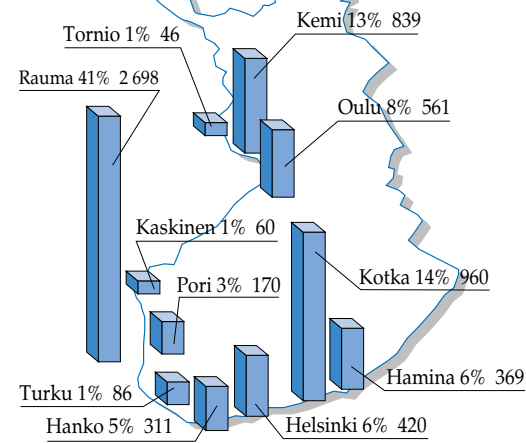 Kemi 13% 839
Tornio 1% 46
Rauma 41% 2 698
Oulu 8% 561
Kaskinen 1% 60
Kotka 14% 960
Pori 3% 170
Hamina 6% 369
Turku 1% 86
Hanko 5% 311
Helsinki 6% 420